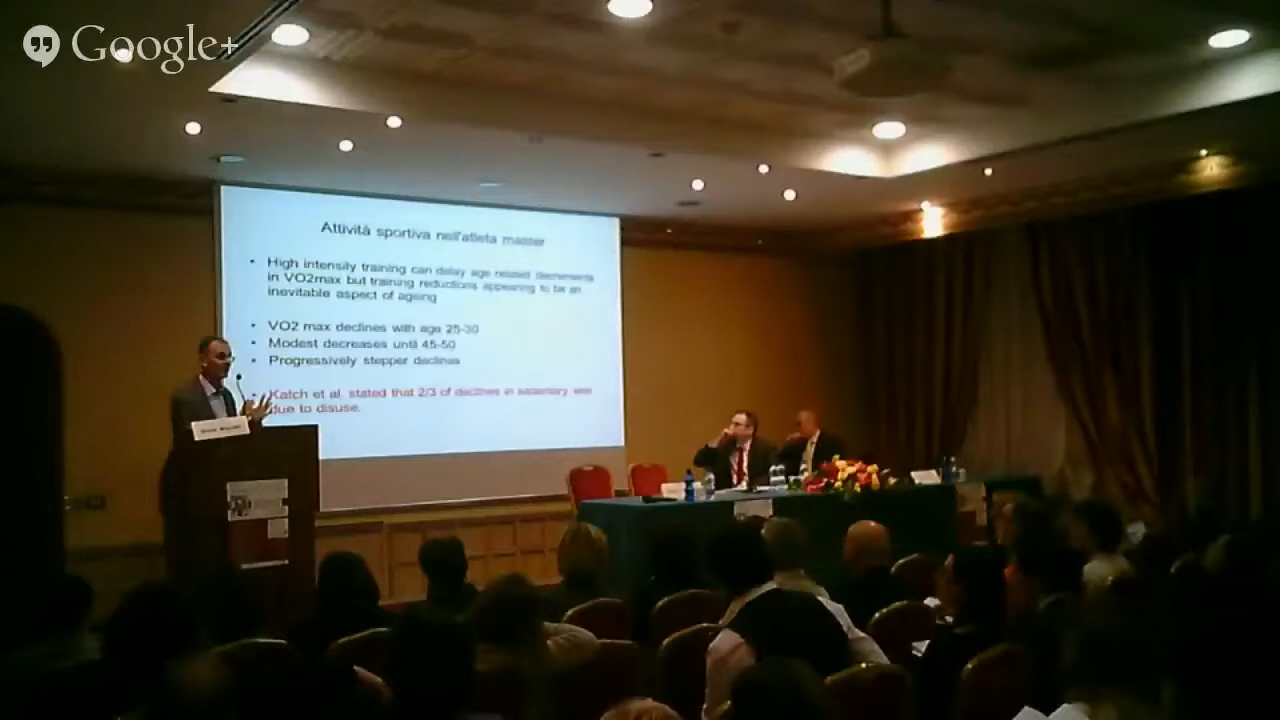 Google+
Attività sportiva nell'atleta master
• High intensity training can delay age related decrements
in VO2max but training reductions appearing to be an
inevitable aspect of ageing
• VO2 max declines with age 25-30
• Modest decreases until 45-50
• Progressively stepper declines
• Katch et al. stated that 2/3 of declines in sedentary was
due to disuse.